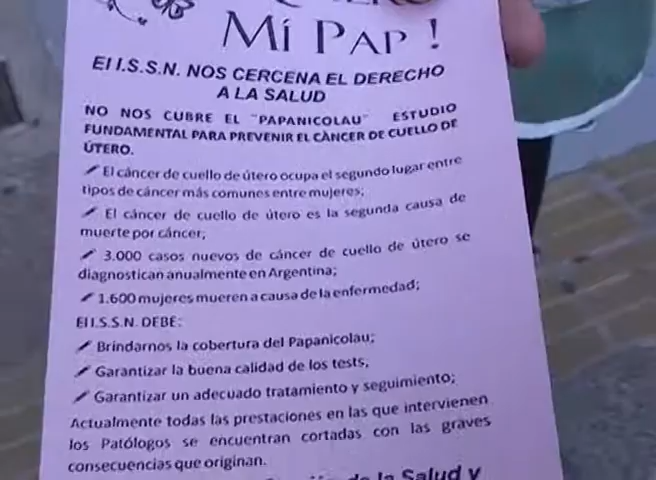 MÍ PAP !
El I.S.S.N. NOS CERCENA EL DERECHO
A LA SALUD
NO NOS CUBRE EL "PAPANICOLAU" ESTUDIO
FUNDAMENTAL PARA PREVENIR EL CÀNCER DE CUELLO DE
ÚTERO.
El cáncer de cuello de útero ocupa el segundo lugar entre
tipos de cáncer más comunes entre mujeres;
El cáncer de cuello de útero es la segunda causa de
muerte por cáncer;
3.000 casos nuevos de cáncer de cuello de útero se
diagnostican anualmente en Argentina;
1.600 mujeres mueren a causa de la enfermedad;
El I.S.S.N. DEBE:
Brindarnos la cobertura del Papanicolau;
Garantizar la buena calidad de los tests;
Garantizar un adecuado tratamiento y seguimiento;
Actualmente todas las prestaciones en las que intervienen
los Patólogos se encuentran cortadas con las graves
consecuencias que originan.
de la Salud y